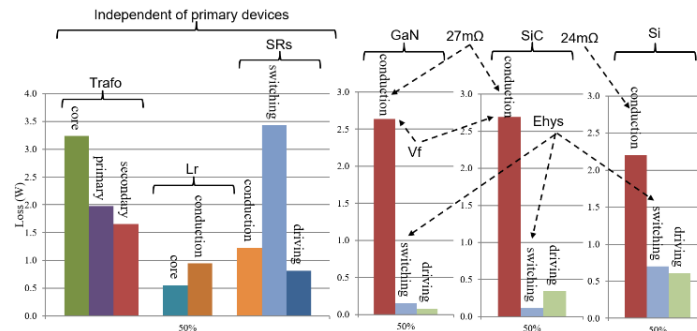 Independent of primary devices
SRs
GaN
27mΩ
SiC
24mΩ
Si
Trafo
switching
conduction
conduction
conduction
Loss (W)
4.0
3.5
3.0
2.5
2.0
1.5
1.0
0.5
0.0
core
primary
secondary
Lr
core
conduction
conduction
driving
50%
3.0
2.5
2.0
1.5
1.0
0.5
0.0
Vf
Ehys
switching
driving
50%
3.0
2.5
2.0
1.5
1.0
0.5
0.0
switching
driving
50%
3.0
2.5
2.0
1.5
1.0
0.5
0.0
switching
driving
50%